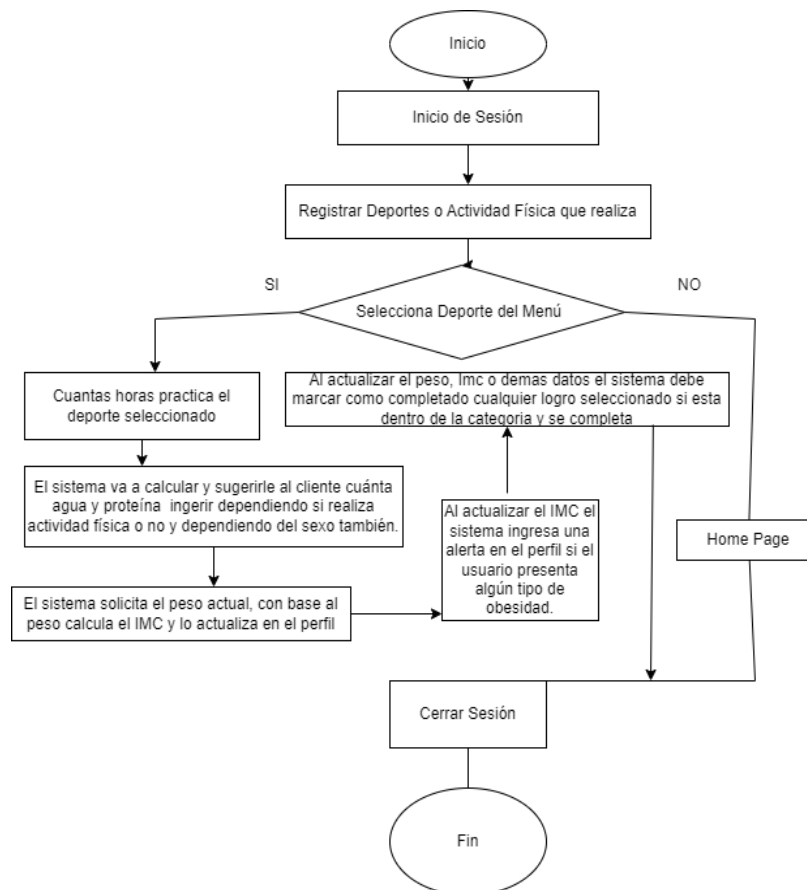 Inicio
Inicio de Sesión
Registrar Deportes o Actividad Física que realiza
SI
NO
Selecciona Deporte del Menú
Cuantas horas practica el
deporte seleccionado
Al actualizar el peso, Imc o demas datos el sistema debe
marcar como completado cualquier logro seleccionado si esta
dentro de la categoria y se completa
El sistema va a calcular y sugerirle al cliente cuánta
agua y proteína ingerir dependiendo si realiza
actividad física o no y dependiendo del sexo también.
Al actualizar el IMC el
sistema ingresa una
alerta en el perfil si el
usuario presenta
algún tipo de
obesidad.
Home Page
El sistema solicita el peso actual, con base al
peso calcula el IMC y lo actualiza en el perfil
Cerrar Sesión
Fin